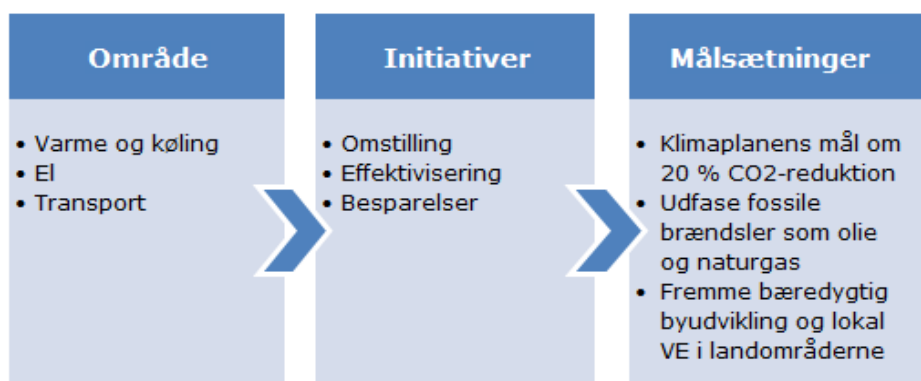 Område
• Varme og køling
• El
• Transport
Initiativer
• Omstilling
• Effektivisering
• Besparelser
Målsætninger
• Klimaplanens mål om
20 % CO2-reduktion
• Udfase fossile
brændsler som olie
og naturgas
• Fremme bæredygtig
byudvikling og lokal
VE i landområderne